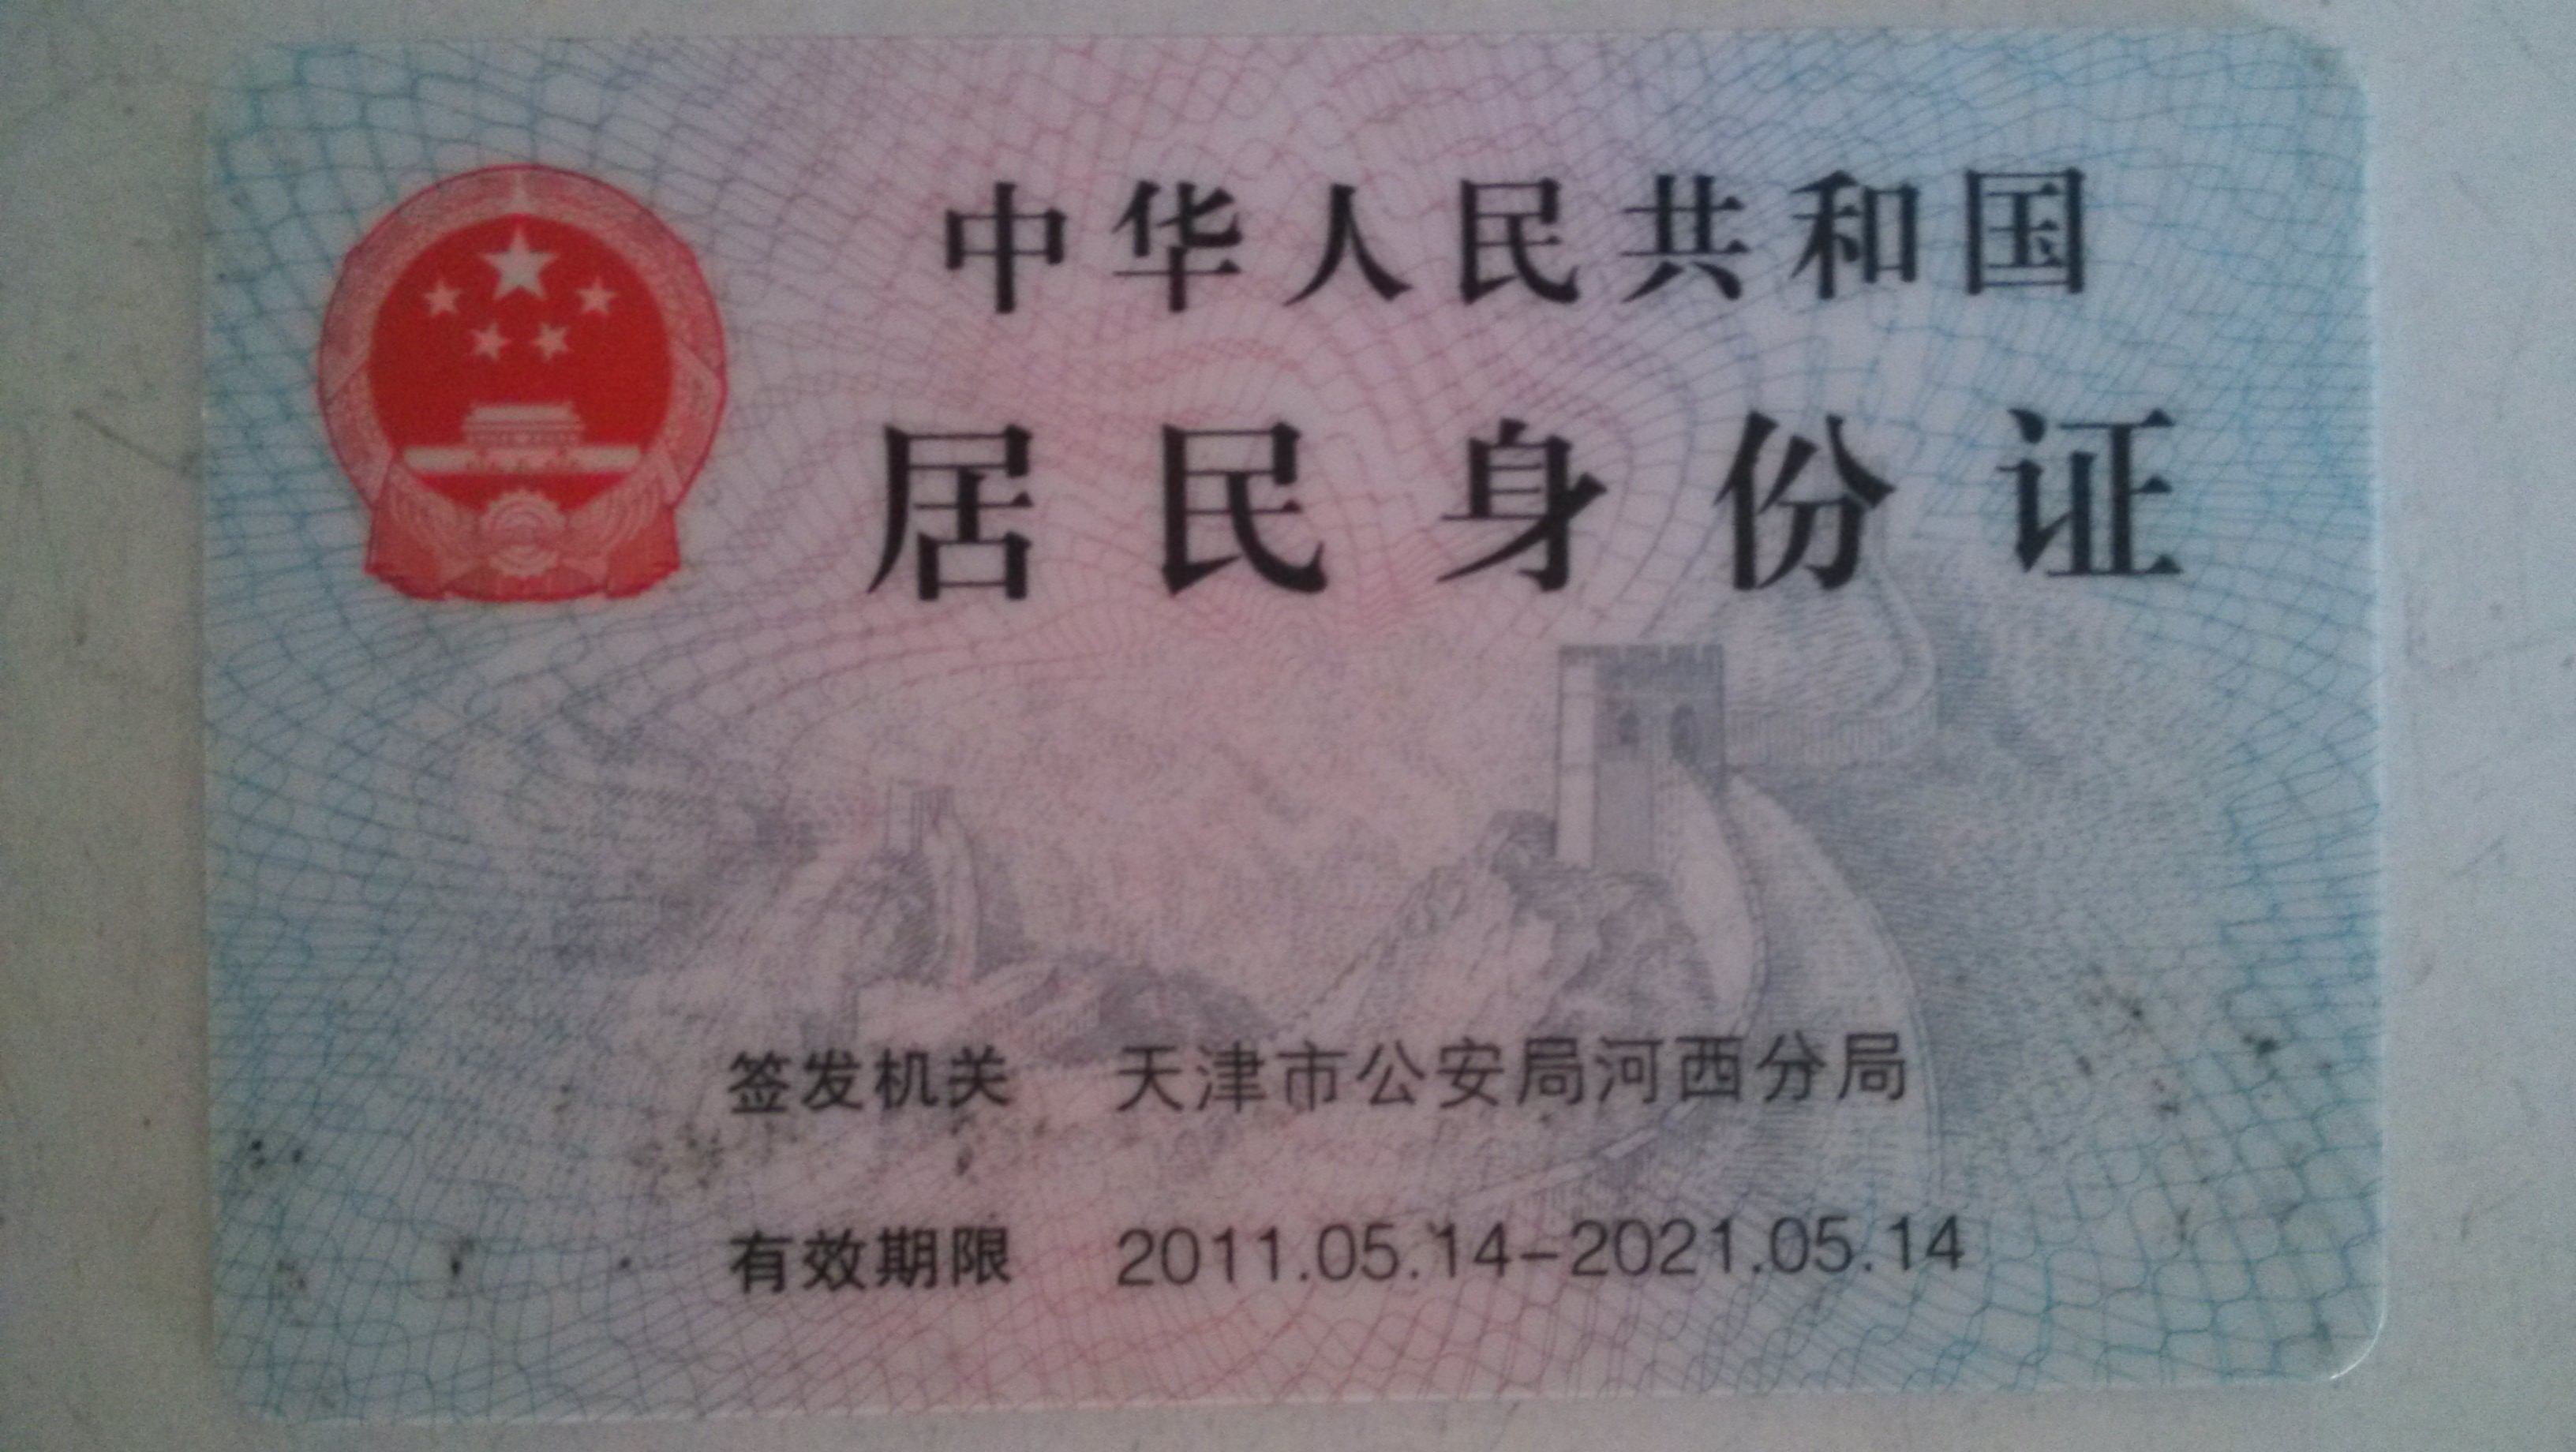 中华人民共和国
居民身份证
签发机关 天津市公安局河西分局
有效期限 2011.05.14-2021.05.14